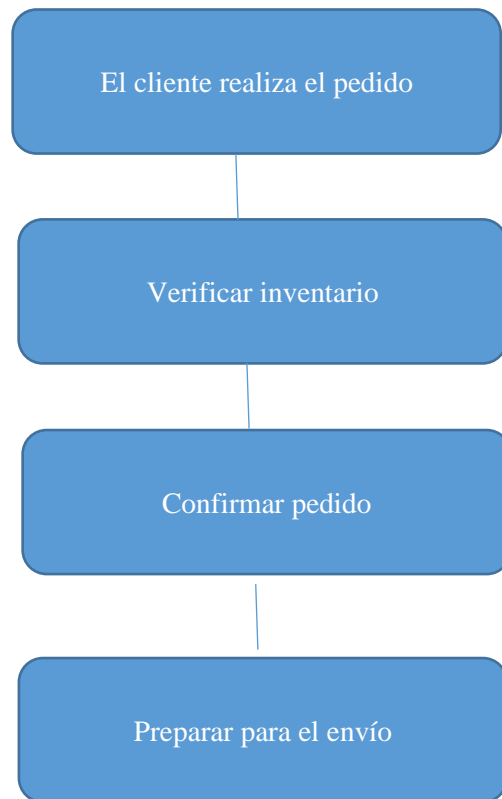 El cliente realiza el pedido
Verificar inventario
Confirmar pedido
Preparar para el envío